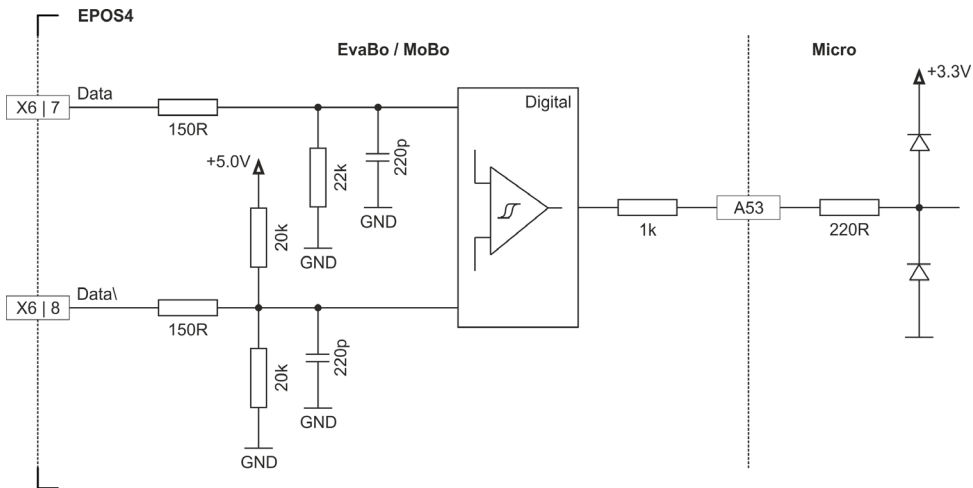 EPOS4
EvaBo / MoBo
Micro
+3.3V
X6 | 7
Data
150R
Digital
22k
220p
GND
GND
+5.0V
20k
1k
A53
220R
X6 | 8
Data\
150R
20k
220p
GND
GND